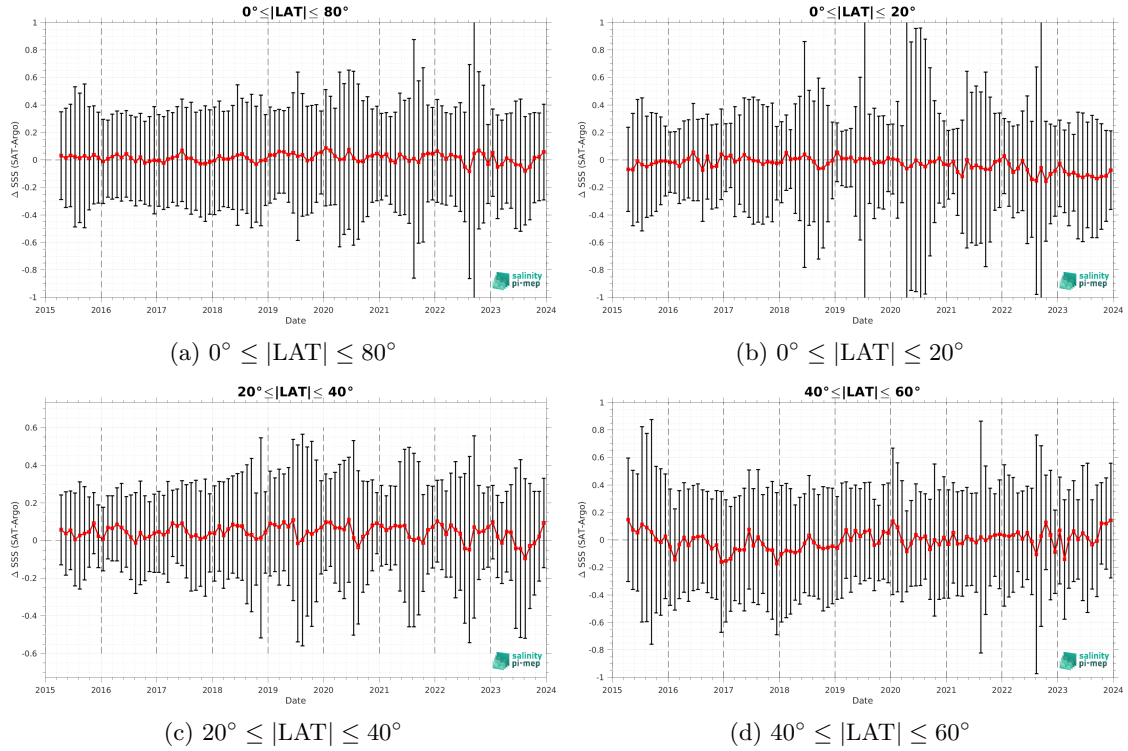 0°≤|LAT|≤ 80°
Δ SSS (SAT-Argo)
1
0.8
0.6
0.4
0.2
0
-0.2
-0.4
-0.6
-0.8
-1
2015 2016 2017 2018 2019 2020 2021 2022 2023 2024
Date
salinity
pi-mep
(a) 0° ≤ |LAT| ≤ 80°
0°≤|LAT|≤ 20°
Δ SSS (SAT-Argo)
1
0.8
0.6
0.4
0.2
0
-0.2
-0.4
-0.6
-0.8
-1
2015 2016 2017 2018 2019 2020 2021 2022 2023 2024
Date
salinity
pi-mep
(b) 0° ≤ |LAT| ≤ 20°
20°≤|LAT|≤ 40°
Δ SSS (SAT-Argo)
0.6
0.4
0.2
0
-0.2
-0.4
-0.6
2015 2016 2017 2018 2019 2020 2021 2022 2023 2024
Date
salinity
pi-mep
(c) 20° ≤ |LAT| ≤ 40°
40°≤|LAT|≤ 60°
Δ SSS (SAT-Argo)
1
0.8
0.6
0.4
0.2
0
-0.2
-0.4
-0.6
-0.8
-1
2015 2016 2017 2018 2019 2020 2021 2022 2023 2024
Date
salinity
pi-mep
(d) 40° ≤ |LAT| ≤ 60°